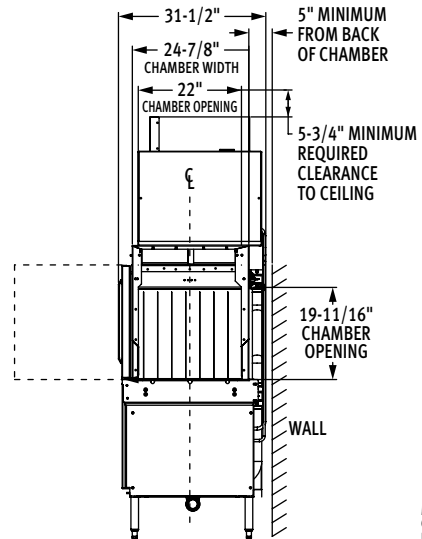 31-1/2"
24-7/8"
CHAMBER WIDTH
22"
CHAMBER OPENING
5" MINIMUM
FROM BACK
OF CHAMBER
5-3/4" MINIMUM
REQUIRED
CLEARANCE
TO CEILING
℄
19-11/16"
CHAMBER
OPENING
WALL